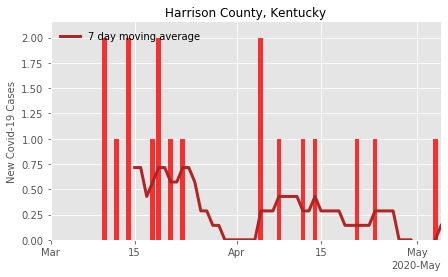 Harrison County, Kentucky
7 day moving average
New Covid-19 Cases
2.00
1.75
1.50
1.25
1.00
0.75
0.50
0.25
0.00
Mar
15
Apr
15
May
2020-May